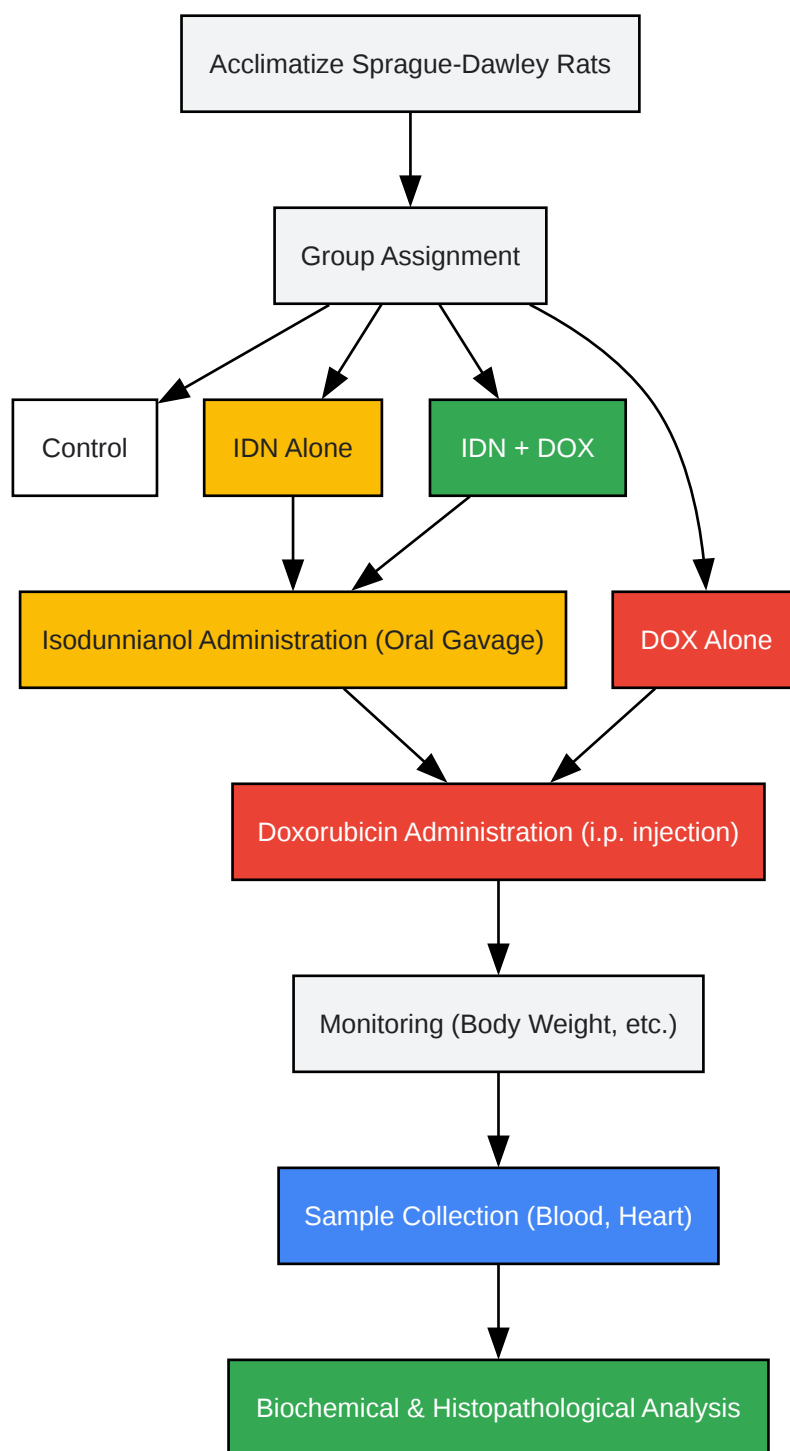 Acclimatize Sprague-Dawley Rats
Group Assignment
Control
IDN Alone
IDN + DOX
Isodunnianol Administration (Oral Gavage)
DOX Alone
Doxorubicin Administration (i.p. injection)
Monitoring (Body Weight, etc.)
Sample Collection (Blood, Heart)
Biochemical & Histopathological Analysis